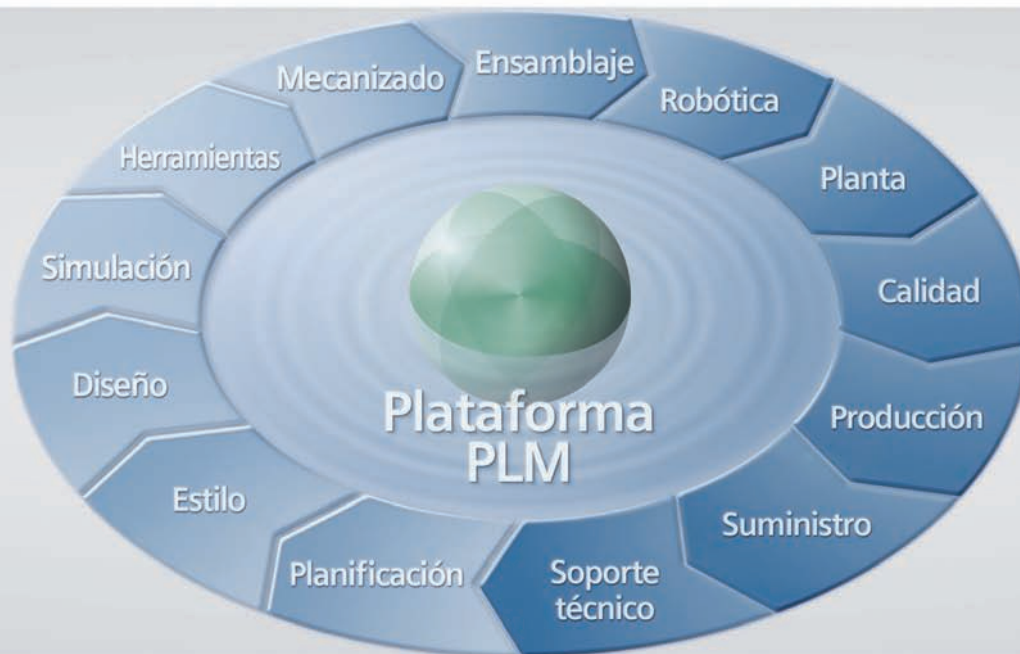 Mecanizado
Ensamblaje
Robótica
Herramientas
Planta
Simulación
Calidad
Diseño
Plataforma
PLM
Producción
Estilo
Suministro
Planificación
Soporte
técnico